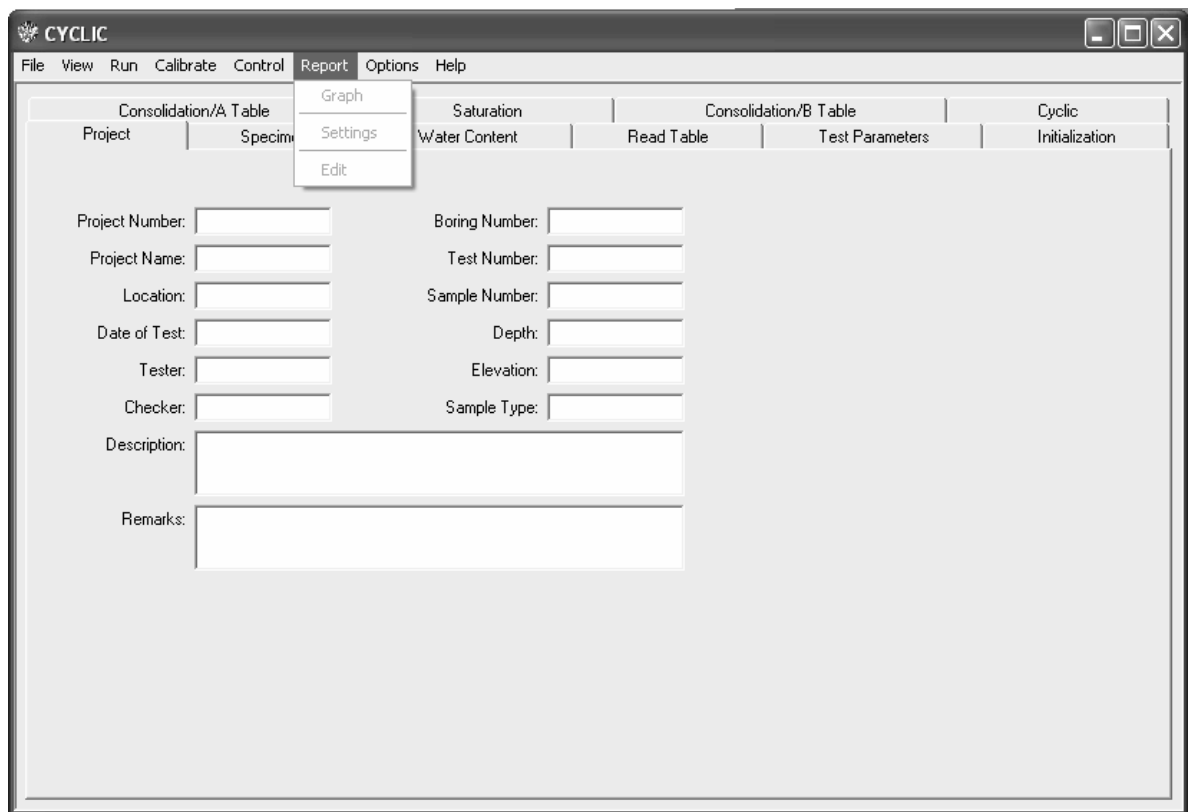 CYCLIC
File View Run Calibrate Control Report Options Help
Graph
Settings
Edit
Consolidation/A Table Saturation Consolidation/B Table Cyclic
Project Specim Water Content Read Table Test Parameters Initialization
Project Number: Boring Number:
Project Name: Test Number:
Location: Sample Number:
Date of Test: Depth:
Tester: Elevation:
Checker: Sample Type:
Description:
Remarks: